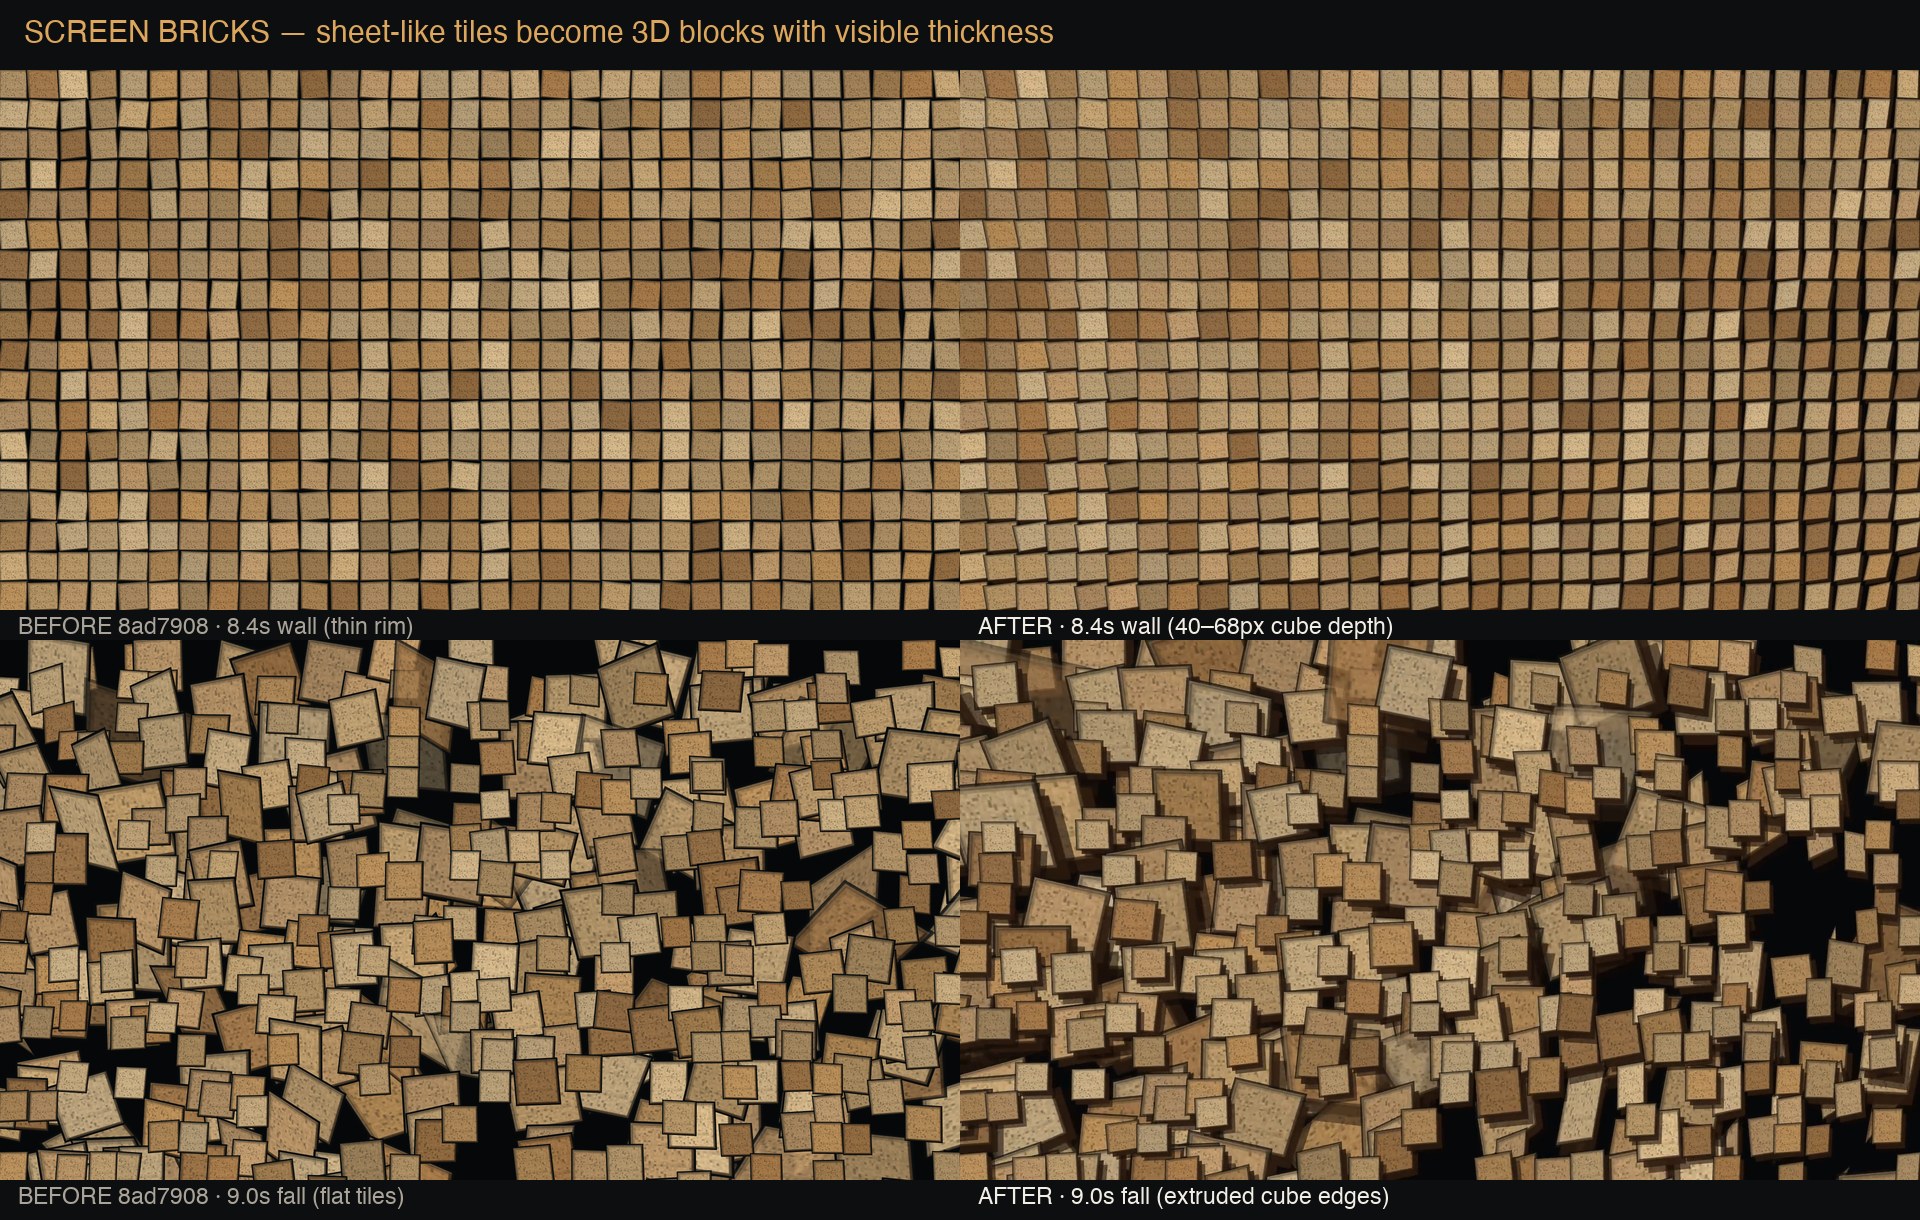 SCREEN BRICKS — sheet-like tiles become 3D blocks with visible thickness
BEFORE 8ad7908 · 8.4s wall (thin rim)
AFTER · 8.4s wall (40–68px cube depth)
BEFORE 8ad7908 · 9.0s fall (flat tiles)
AFTER · 9.0s fall (extruded cube edges)